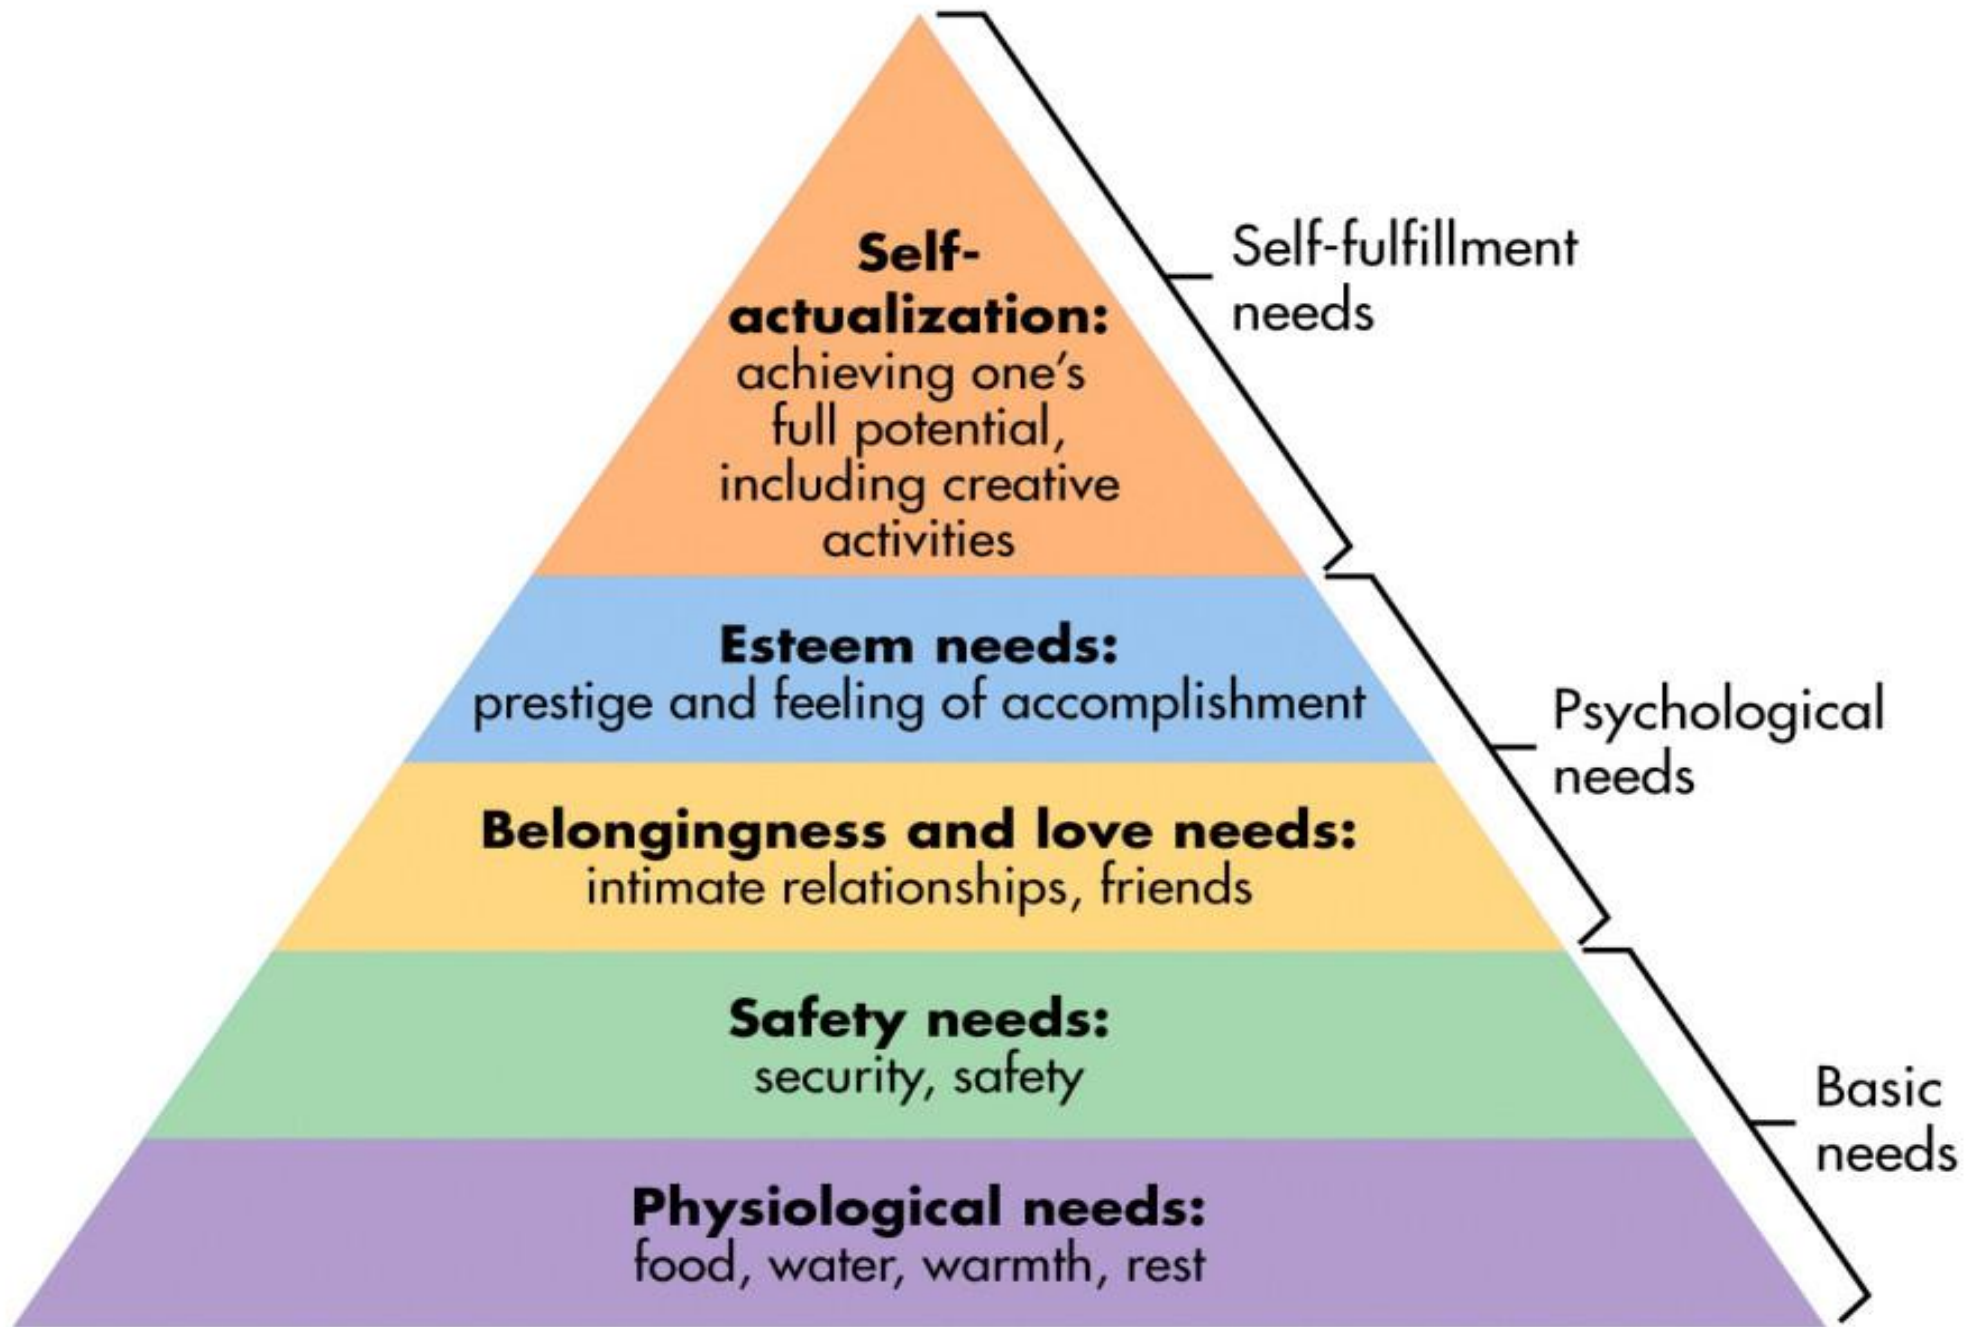 Self-
actualization:
achieving one's
full potential,
including creative
activities
Self-fulfillment
needs
Esteem needs:
prestige and feeling of accomplishment
Psychological
needs
Belongingness and love needs:
intimate relationships, friends
Safety needs:
security, safety
Basic
needs
Physiological needs:
food, water, warmth, rest